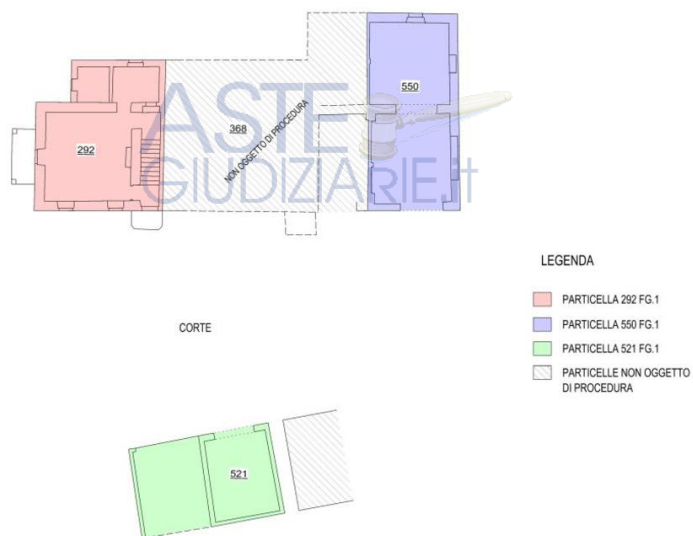 550
368
292
NON OGGETTO DI PROCEDURA
ASTE
GIUDIZIARIE.it
LEGENDA
PARTICELLA 292 FG.1
PARTICELLA 550 FG.1
PARTICELLA 521 FG.1
PARTICELLE NON OGGETTO
DI PROCEDURA
CORTE
521